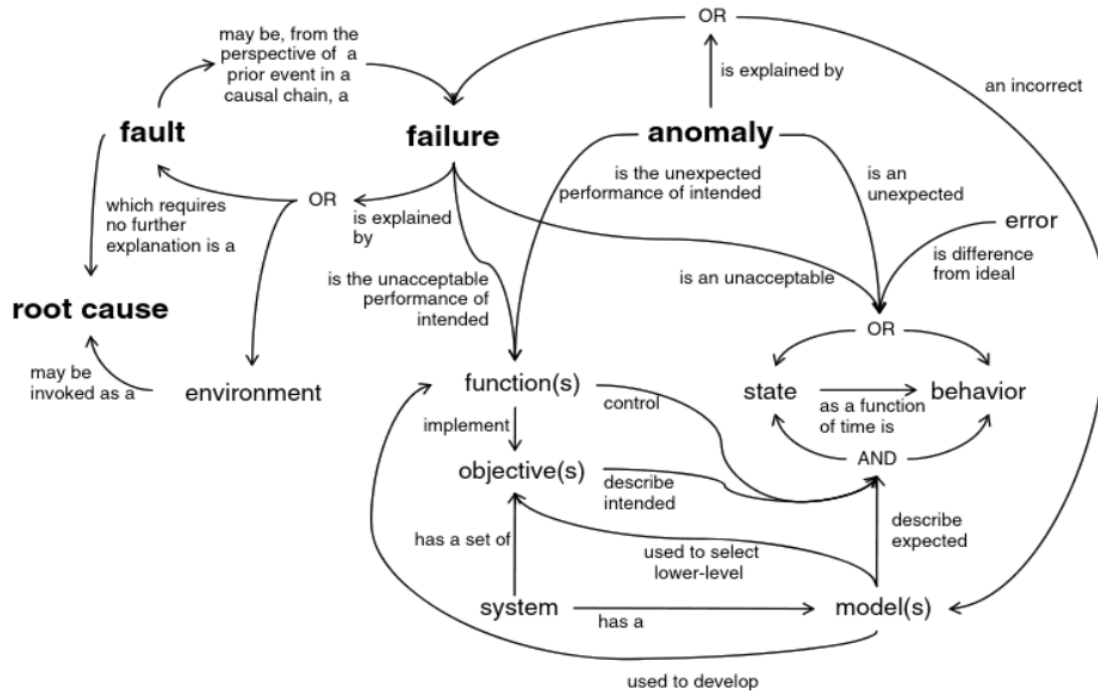 OR
may be, from the
perspective of a
prior event in a
causal chain, a
is explained by
an incorrect
fault
failure
anomaly
which requires
no further
explanation is a
OR
is explained
by
is the unexpected
performance of intended
is an
unexpected
error
is difference
from ideal
is the unacceptable
performance of
intended
is an unacceptable
root cause
OR
may be
invoked as a
environment
function(s)
control
state
as a function
of time is
behavior
implement
AND
objective(s)
describe
intended
has a set of
used to select
lower-level
describe
expected
system
has a
model(s)
used to develop